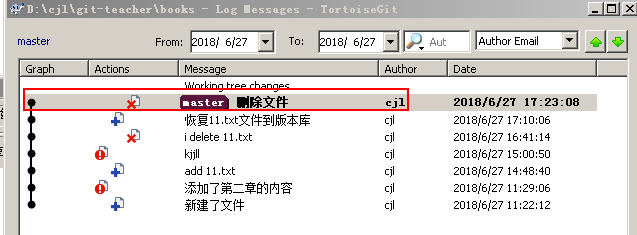 D:\cjl\git-teacher\books - Log Messages - TortoiseGit
master From: 2018/ 6/27 To: 2018/ 6/27 Aut Author Email
Graph Actions Message Author Date
Working tree changes
master 删除文件 cjl 2018/6/27 17:23:08
恢复11.txt文件到版本库 cjl 2018/6/27 17:10:06
i delete 11.txt cjl 2018/6/27 16:41:14
kjjll cjl 2018/6/27 15:00:50
add 11.txt cjl 2018/6/27 14:48:40
添加了第二章的内容 cjl 2018/6/27 11:29:06
新建了文件 cjl 2018/6/27 11:22:12